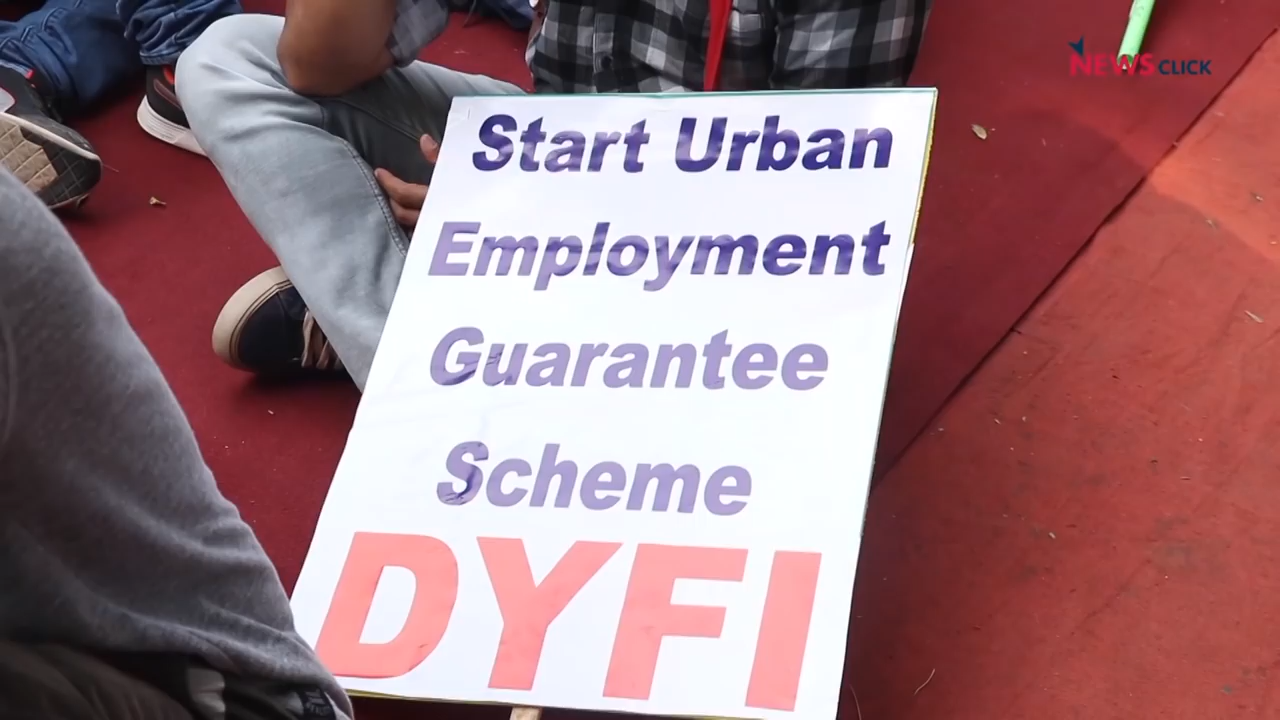 NEWSCLICK
Start Urban
Employment
Guarantee
Scheme
DYFI